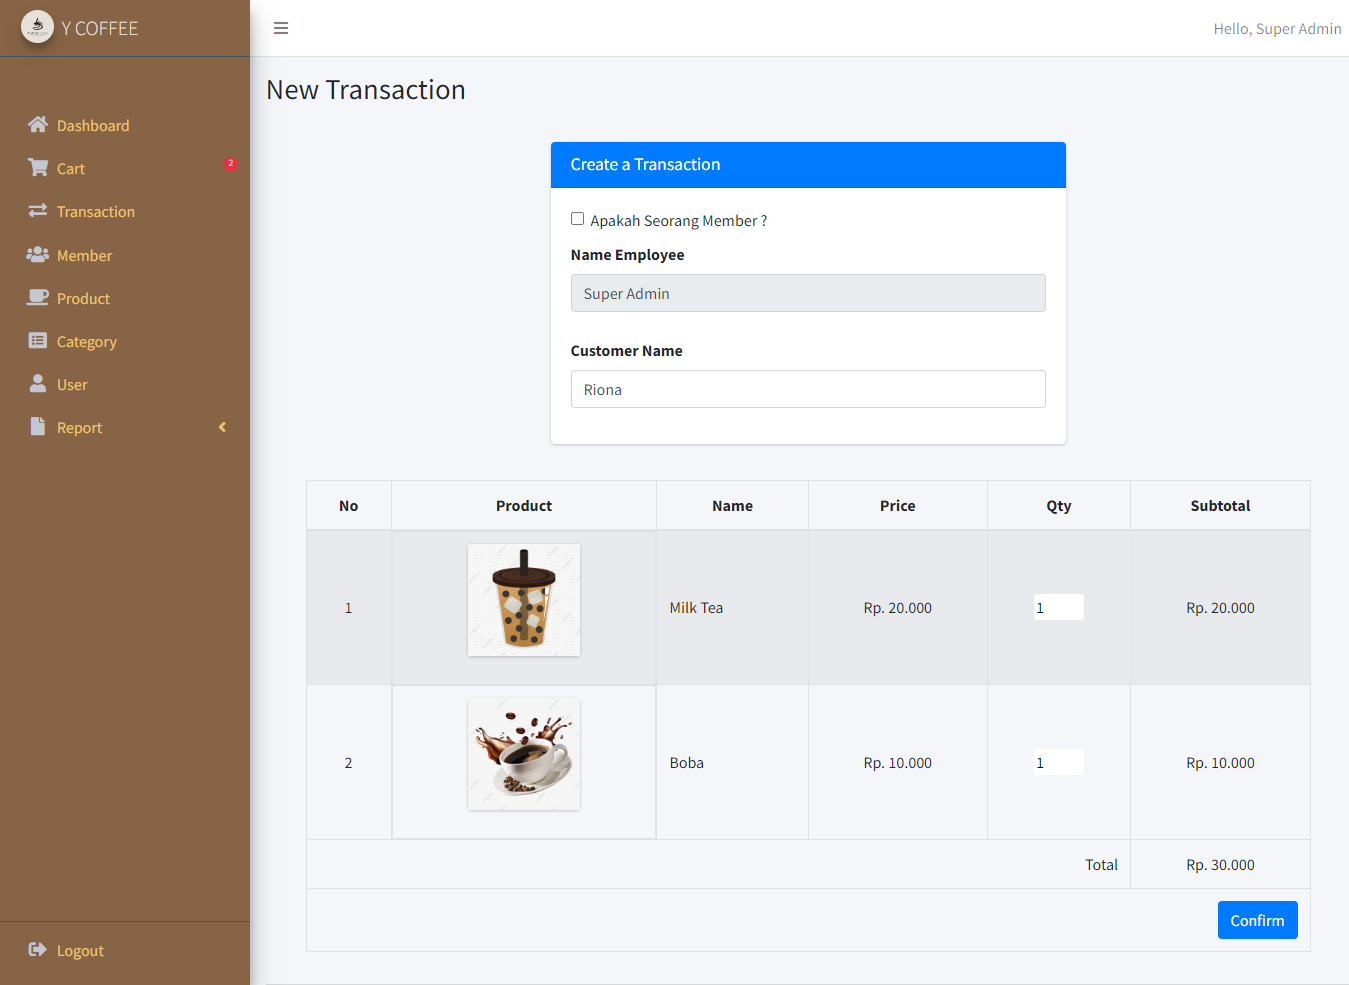 Y COFFEE
Hello, Super Admin
Dashboard
Cart 2
Transaction
Member
Product
Category
User
Report
Logout
New Transaction
Create a Transaction
Apakah Seorang Member ?
Name Employee
Super Admin
Customer Name
Riona
No Product Name Price Qty Subtotal
1 Milk Tea Rp. 20.000 1 Rp. 20.000
2 Boba Rp. 10.000 1 Rp. 10.000
Total Rp. 30.000
Confirm